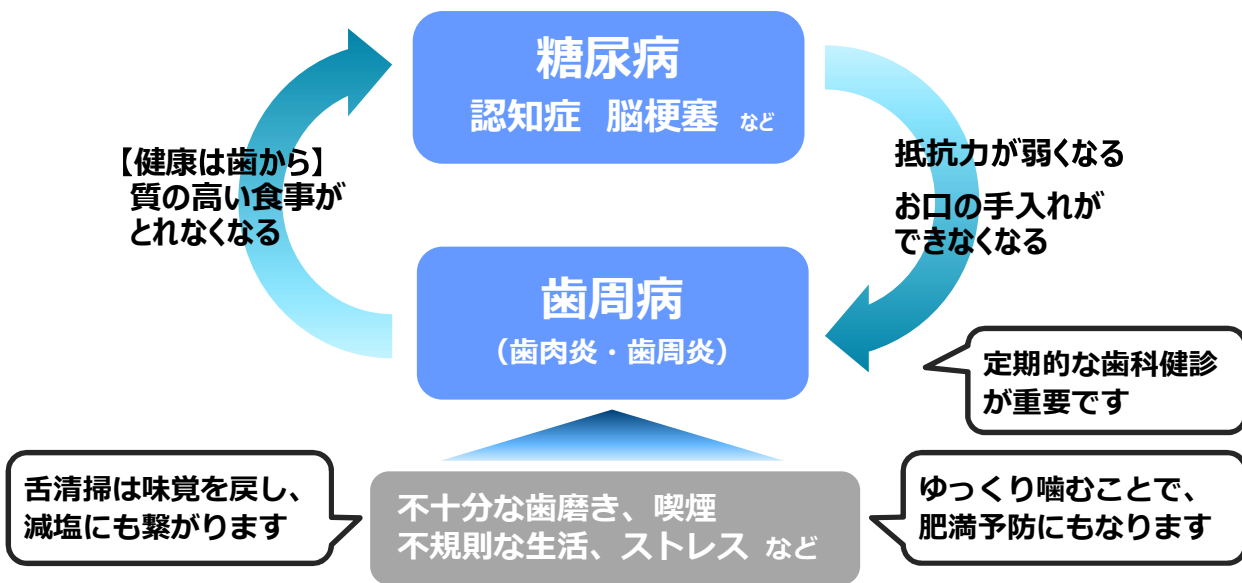 糖尿病
認知症 脳梗塞 など
【健康は歯から】
質の高い食事が
とれなくなる
抵抗力が弱くなる
お口の手入れが
できなくなる
歯周病
（歯肉炎・歯周炎）
定期的な歯科健診
が重要です
舌清掃は味覚を戻し、
減塩にも繋がります
不十分な歯磨き、喫煙
不規則な生活、ストレス など
ゆっくり噛むことで、
肥満予防にもなります